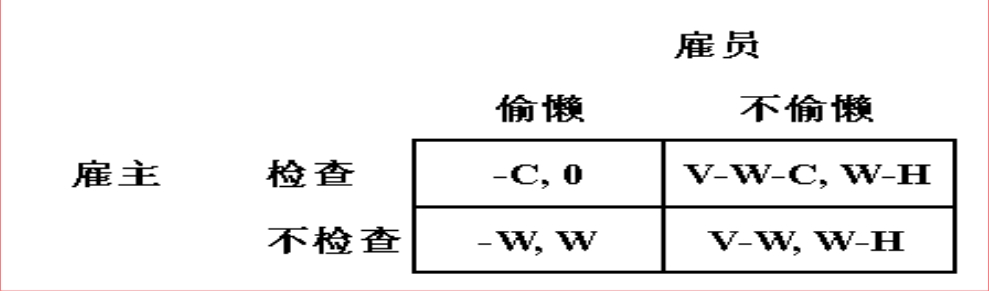 雇员
偷懒 不偷懒
雇主 检查 -C, 0 V-W-C, W-H
不检查 -W, W V-W, W-H